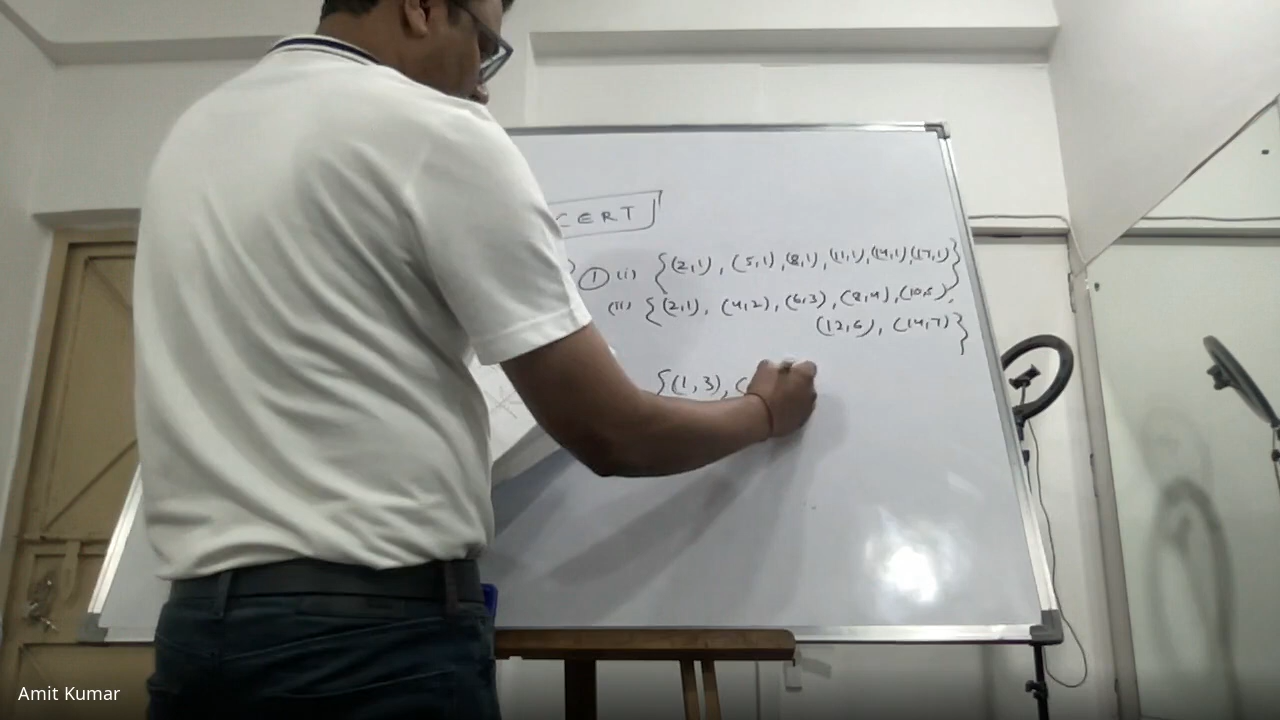 CERT
① (i) {(2,1), (5,1), (8,1), (11,1), (14,1), (17,1)}
(ii) {(2,1), (4,2), (6,3), (8,4), (10,5),
(12,6), (14,7)}
{(1,3), (
Amit Kumar